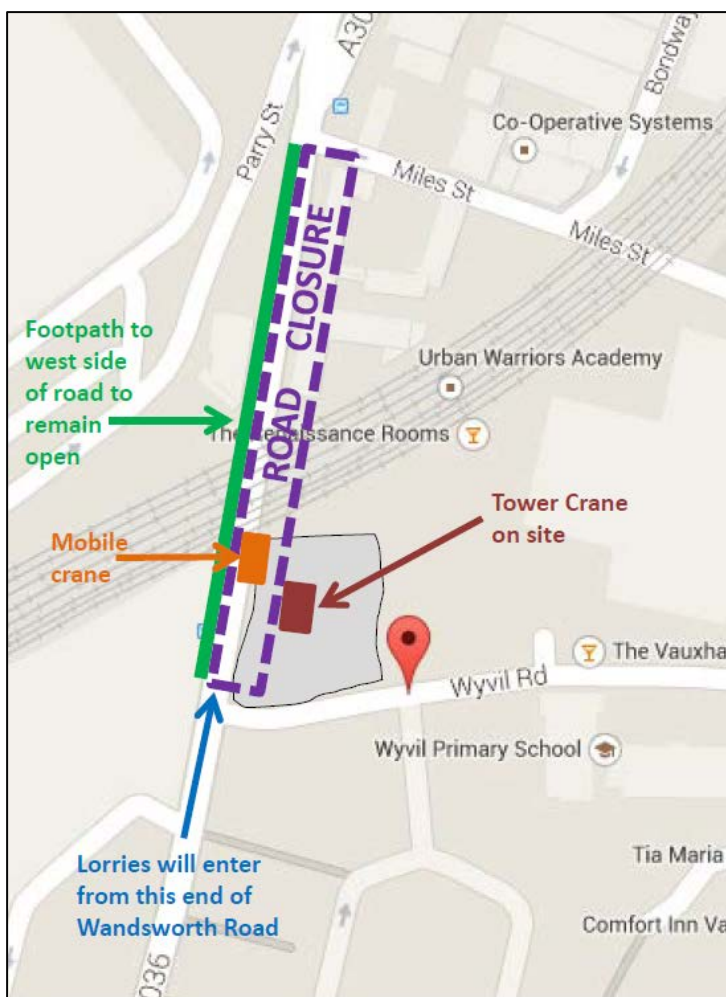 A30
Bondway
Parry St
Co-Operative Systems
Miles St
Miles St
ROAD CLOSURE
Footpath to
west side
of road to
remain
open
Urban Warriors Academy
The Renaissance Rooms
Tower Crane
on site
Mobile
crane
The Vauxha
Wyvil Rd
Wyvil Primary School
Lorries will enter
from this end of
Wandsworth Road
Tia Maria
Comfort Inn Va
036